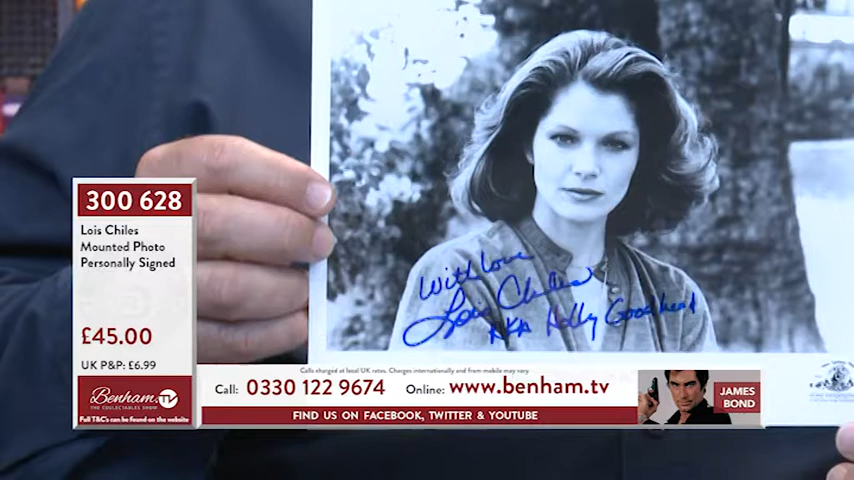 With love
Lois Chiles
AKA Holly Goodhead
300 628
Lois Chiles
Mounted Photo
Personally Signed
£45.00
UK P&P: £6.99
Benham.TV
THE COLLECTABLES SHOW
Full T&C's can be found on the website
Calls charged at local UK rates. Charges internationally and from mobile may vary.
Call: 0330 122 9674 Online: www.benham.tv
FIND US ON FACEBOOK, TWITTER & YOUTUBE
JAMES
BOND